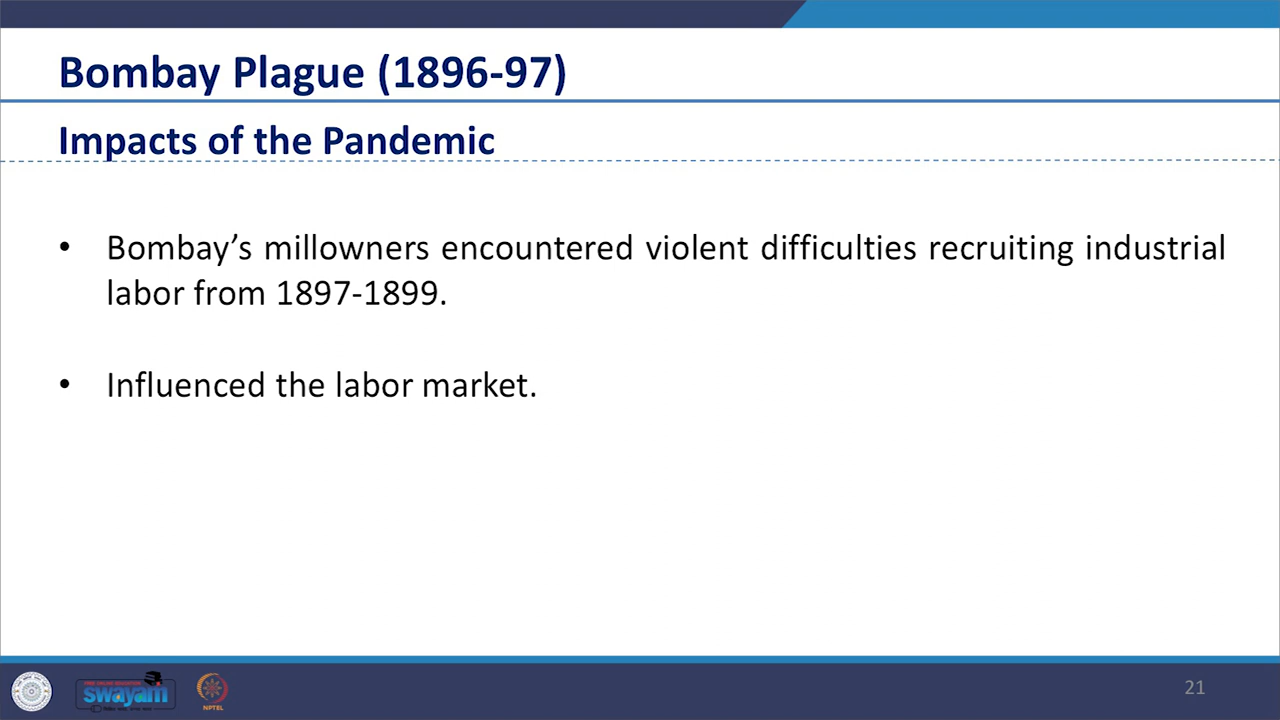 Bombay Plague (1896-97)
Impacts of the Pandemic
• Bombay’s millowners encountered violent difficulties recruiting industrial
labor from 1897-1899.
• Influenced the labor market.
swayam
NPTEL
21